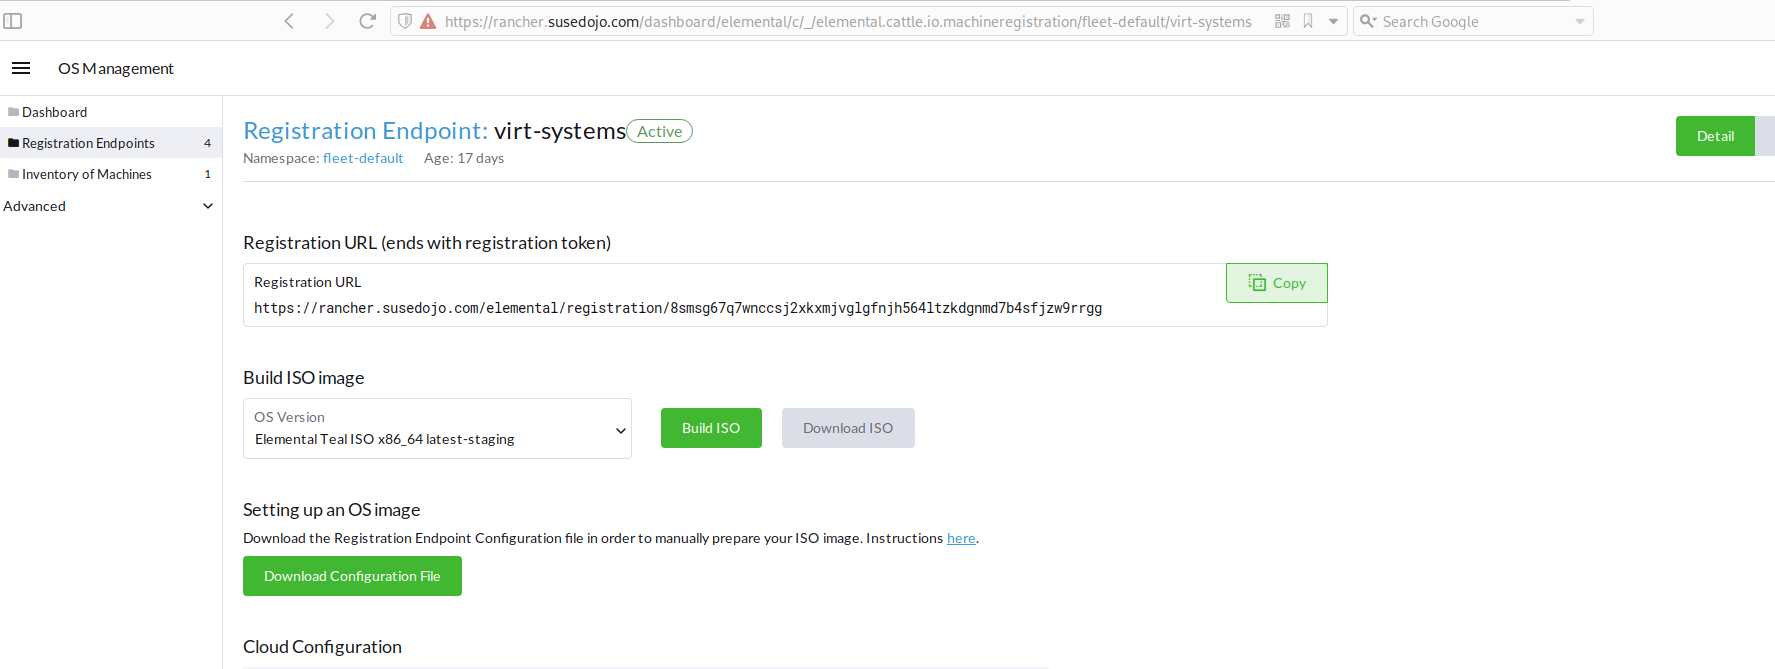 https://rancher.susedojo.com/dashboard/elemental/c/_/elemental.cattle.io.machineregistration/fleet-default/virt-systems
Search Google
OS Management
Dashboard
Registration Endpoints 4
Inventory of Machines 1
Advanced
Registration Endpoint: virt-systems Active
Namespace: fleet-default Age: 17 days
Detail
Registration URL (ends with registration token)
Registration URL
Copy
https://rancher.susedojo.com/elemental/registration/8smsg67q7wnccsj2xkxmjvglgfnjh564ltzkdgnmd7b4sfjzw9rrgg
Build ISO image
OS Version
Elemental Teal ISO x86_64 latest-staging
Build ISO
Download ISO
Setting up an OS image
Download the Registration Endpoint Configuration file in order to manually prepare your ISO image. Instructions here.
Download Configuration File
Cloud Configuration